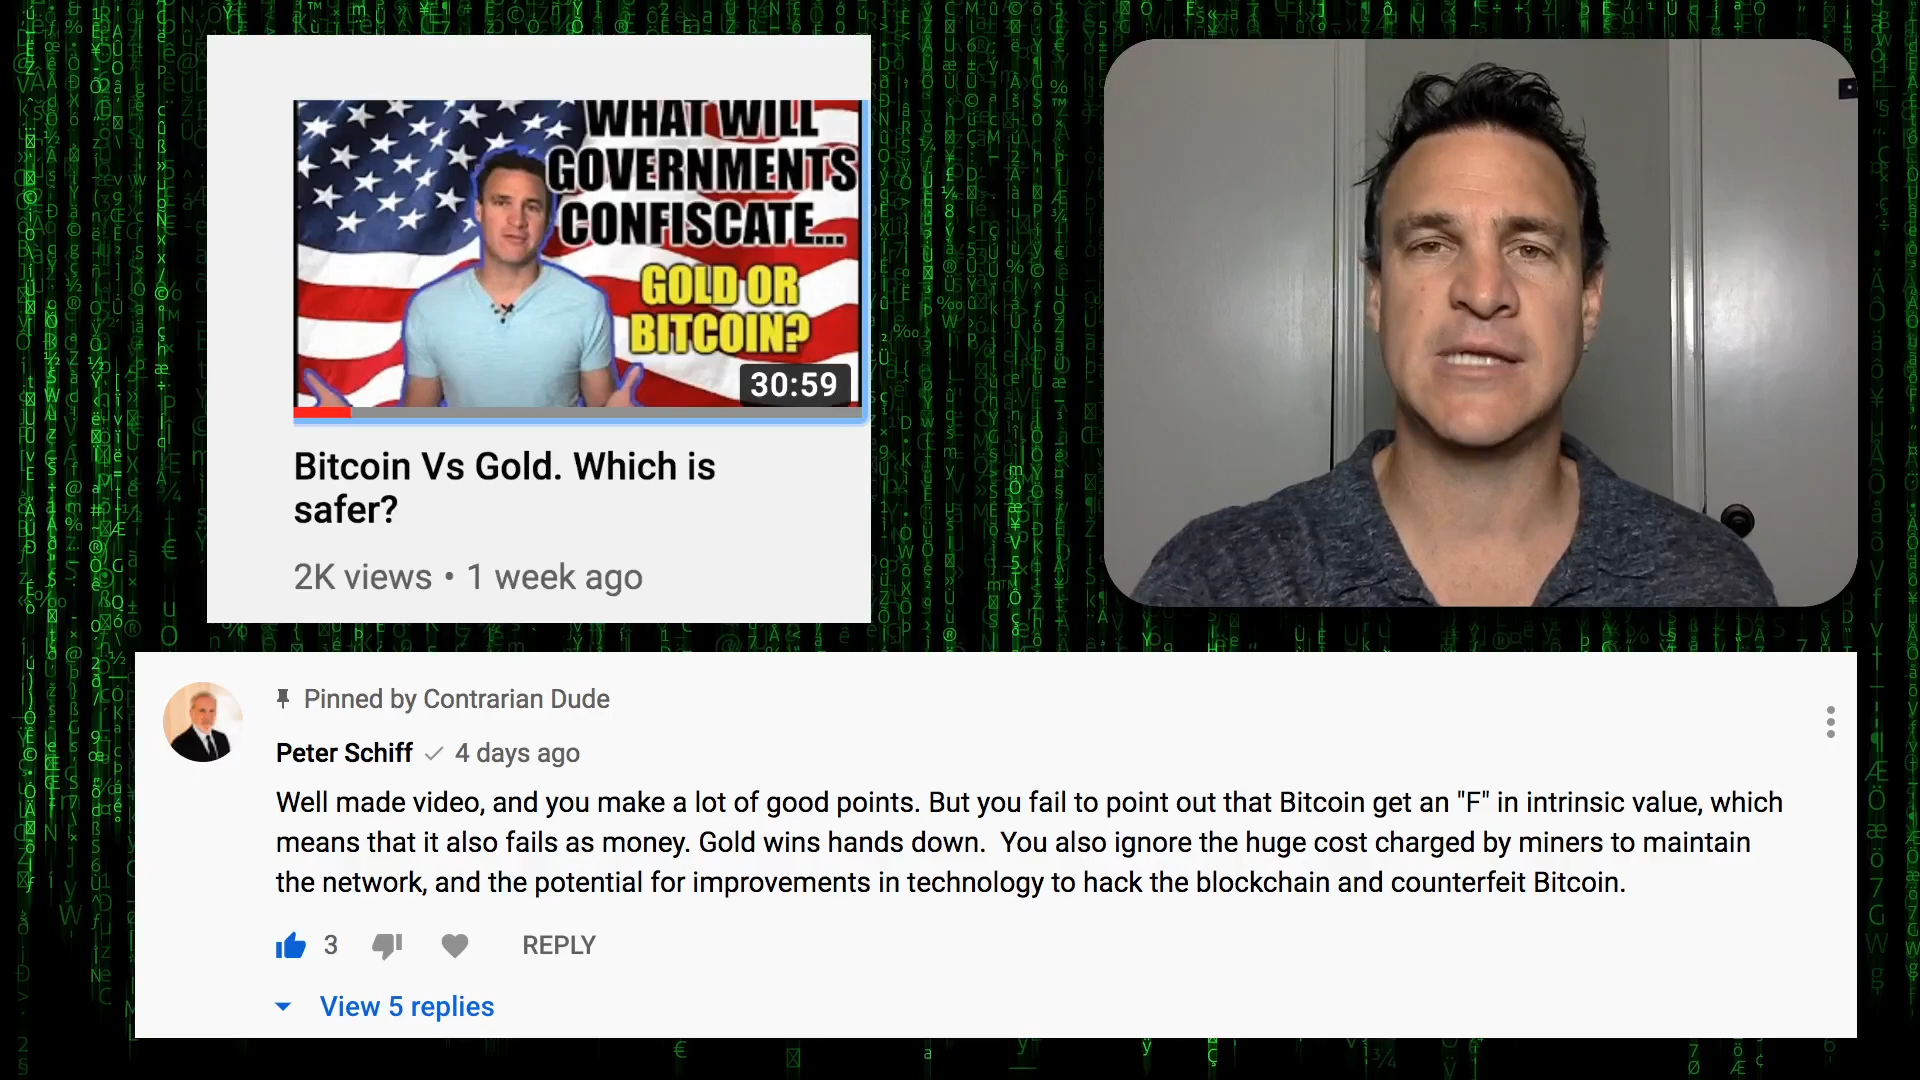 WHAT WILL
GOVERNMENTS
CONFISCATE...
GOLD OR
BITCOIN?
30:59
Bitcoin Vs Gold. Which is
safer?
2K views • 1 week ago
Pinned by Contrarian Dude
Peter Schiff 4 days ago
Well made video, and you make a lot of good points. But you fail to point out that Bitcoin get an "F" in intrinsic value, which
means that it also fails as money. Gold wins hands down. You also ignore the huge cost charged by miners to maintain
the network, and the potential for improvements in technology to hack the blockchain and counterfeit Bitcoin.
3 REPLY
View 5 replies